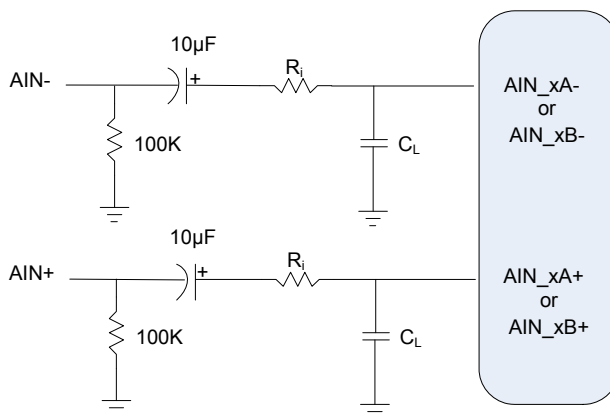 10µF
AIN-
+
Ri
AIN_xA-
or
AIN_xB-
100K
CL
10µF
AIN+
+
Ri
AIN_xA+
or
AIN_xB+
100K
CL